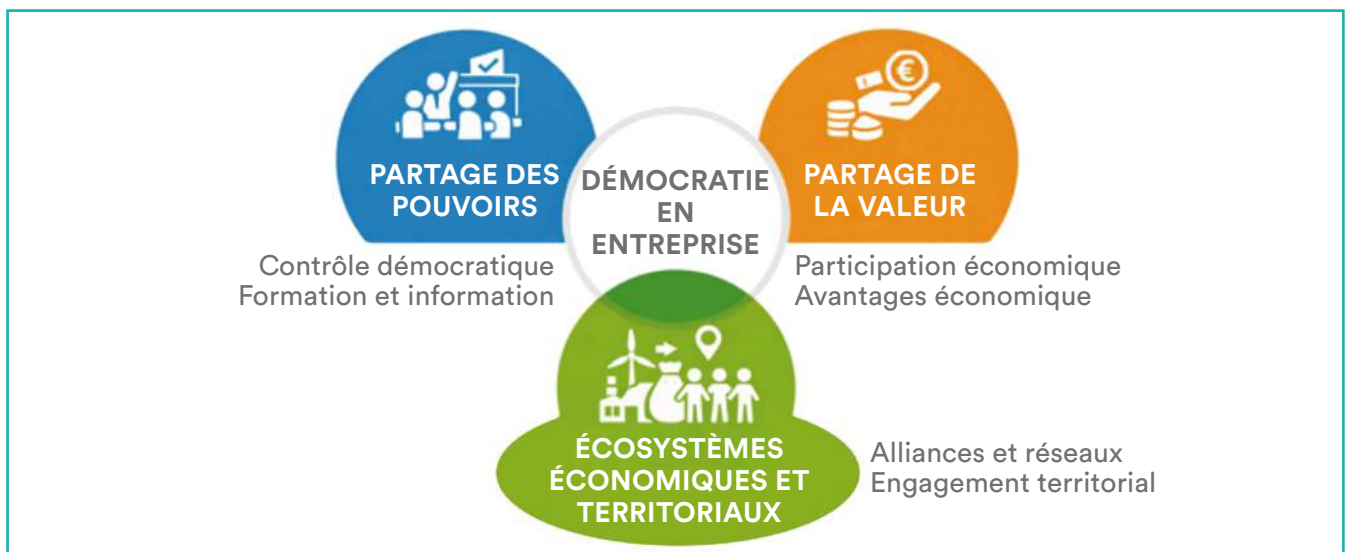 PARTAGE DES
POUVOIRS
DÉMOCRATIE
EN
ENTREPRISE
€
PARTAGE DE
LA VALEUR
Contrôle démocratique
Formation et information
Participation économique
Avantages économique
ÉCOSYSTÈMES
ÉCONOMIQUES ET
TERRITORIAUX
Alliances et réseaux
Engagement territorial